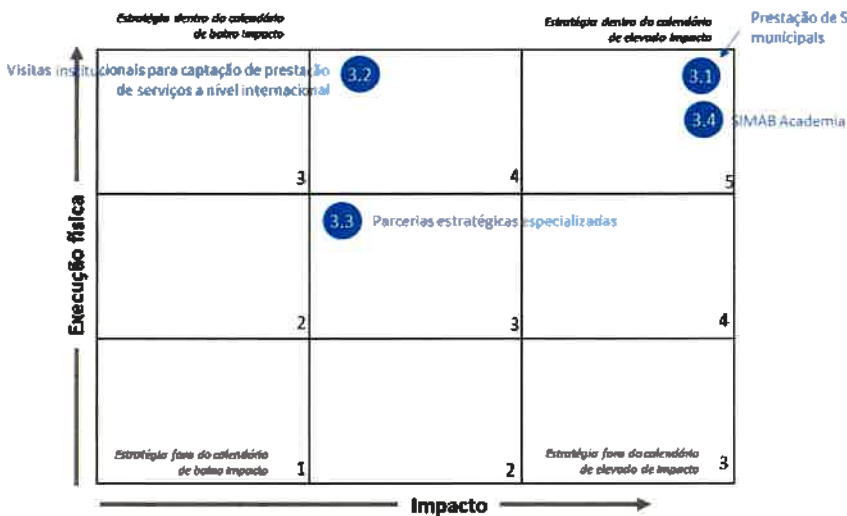 Estratégia dentro do calendário
de baixo impacto
Estratégia dentro do calendário
de elevado impacto
Prestação de S
municipais
Visitas institucionais para captação de prestação
de serviços a nível internacional
3.2
3.1
3.4
SIMAB Academia
3
4
5
3.3
Parcerias estratégicas especializadas
Execução física
2
3
4
Estratégia fora do calendário
de baixo impacto
1
2
Estratégia fora do calendário
de elevado de impacto
3
Impacto